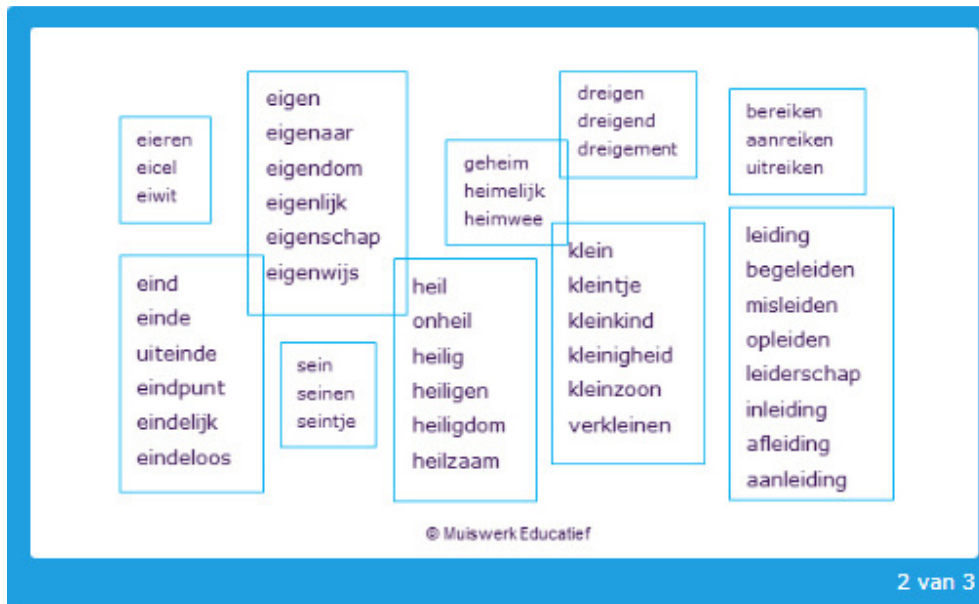 eieren
eicel
eiwit
eigen
eigenaar
eigendom
eigenlijk
eigenschap
eigenwijs
geheim
heimelijk
heimwee
dreigen
dreigend
dreigement
bereiken
aanreiken
uitreiken
eind
einde
uiteinde
eindpunt
eindelijk
eindeloos
sein
seinen
seintje
heil
onheil
heilig
heiligen
heiligdom
heilzaam
klein
kleintje
kleinkind
kleinigheid
kleinzoon
verkleinen
leiding
begeleiden
misleiden
opleiden
leiderschap
inleiding
afleiding
aanleiding
© Muiswerk Educatief
2 van 3